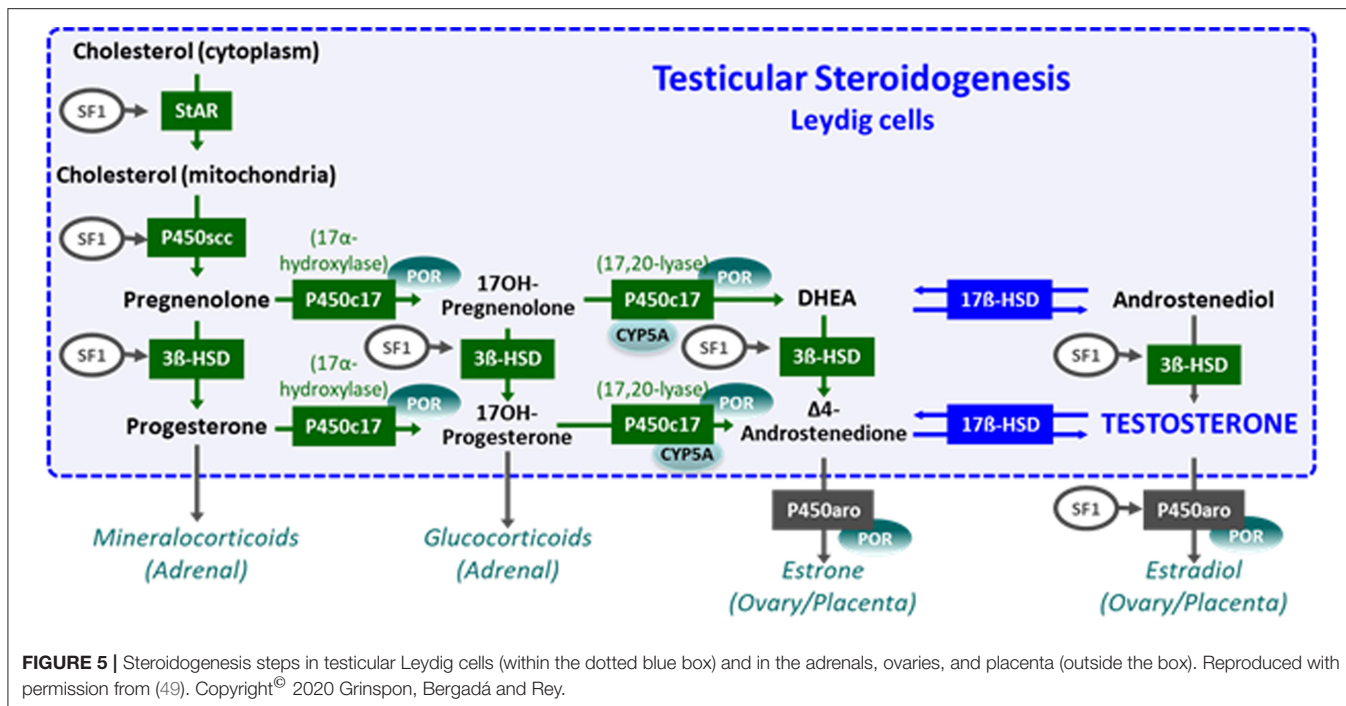 Cholesterol (cytoplasm)
Testicular Steroidogenesis
Leydig cells
SF1
StAR
Cholesterol (mitochondria)
SF1
P450scc
(17α-
hydroxylase)
POR
P450c17
17OH-
Pregnenolone
(17,20-lyase)
POR
P450c17
CYP5A
Pregnenolone
DHEA
17ß-HSD
Androstenediol
SF1
3ß-HSD
SF1
3ß-HSD
SF1
3ß-HSD
SF1
3ß-HSD
(17α-
hydroxylase)
POR
P450c17
17OH-
Progesterone
(17,20-lyase)
POR
P450c17
CYP5A
Progesterone
Δ4-
Androstenedione
17ß-HSD
TESTOSTERONE
P450aro
POR
SF1
P450aro
POR
Mineralocorticoids
(Adrenal)
Glucocorticoids
(Adrenal)
Estrone
(Ovary/Placenta)
Estradiol
(Ovary/Placenta)
FIGURE 5 | Steroidogenesis steps in testicular Leydig cells (within the dotted blue box) and in the adrenals, ovaries, and placenta (outside the box). Reproduced with
permission from (49). Copyright© 2020 Grinspon, Bergadá and Rey.